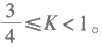 3/4 ⩽ K < 1。